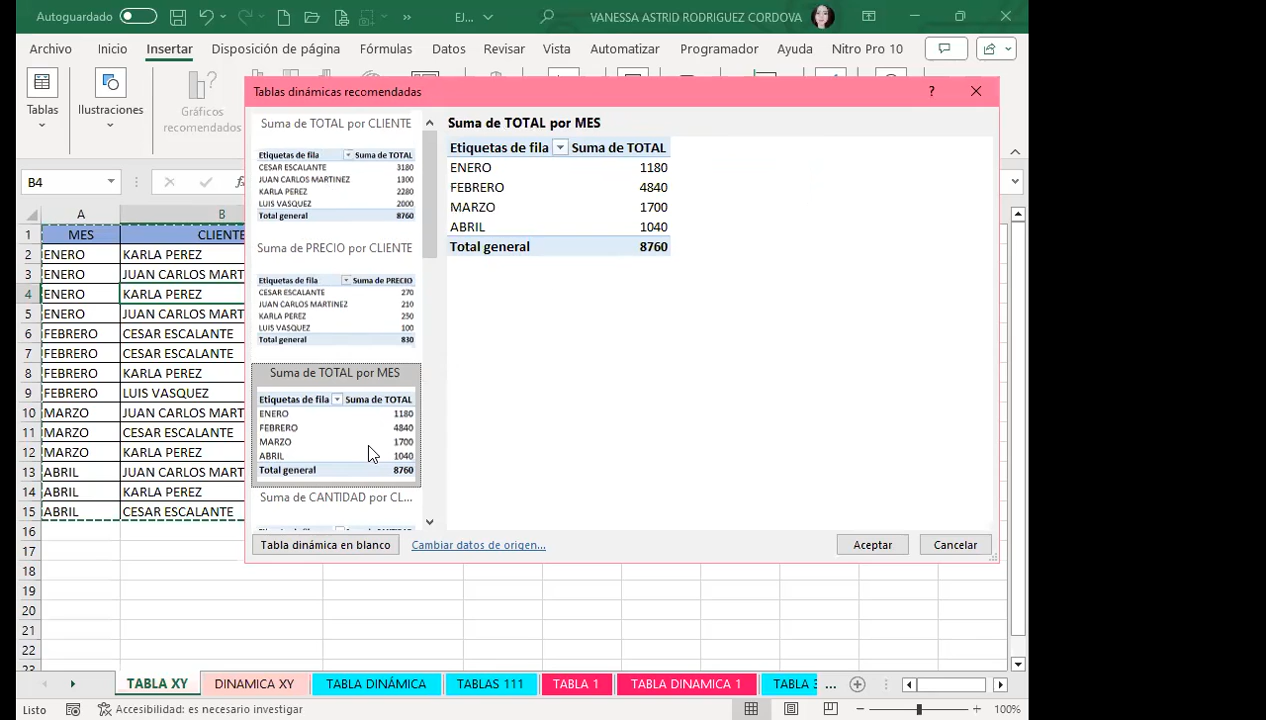 Autoguardado EJ... VANESSA ASTRID RODRIGUEZ CORDOVA
Archivo Inicio Insertar Disposición de página Fórmulas Datos Revisar Vista Automatizar Programador Ayuda Nitro Pro 10
Tablas Ilustraciones Gráficos recomendados
Tablas dinámicas recomendadas
Suma de TOTAL por CLIENTE
Etiquetas de fila Suma de TOTAL
CESAR ESCALANTE 3180
JUAN CARLOS MARTINEZ 1300
KARLA PEREZ 2280
LUIS VASQUEZ 2000
Total general 8760
Suma de PRECIO por CLIENTE
Etiquetas de fila Suma de PRECIO
CESAR ESCALANTE 270
JUAN CARLOS MARTINEZ 210
KARLA PEREZ 250
LUIS VASQUEZ 100
Total general 830
Suma de TOTAL por MES
Etiquetas de fila Suma de TOTAL
ENERO 1180
FEBRERO 4840
MARZO 1700
ABRIL 1040
Total general 8760
Suma de CANTIDAD por CL...
Suma de TOTAL por MES
Etiquetas de fila Suma de TOTAL
ENERO 1180
FEBRERO 4840
MARZO 1700
ABRIL 1040
Total general 8760
Tabla dinámica en blanco Cambiar datos de origen... Aceptar Cancelar
B4
A B
1 MES CLIENTE
2 ENERO KARLA PEREZ
3 ENERO JUAN CARLOS MART
4 ENERO KARLA PEREZ
5 ENERO JUAN CARLOS MART
6 FEBRERO CESAR ESCALANTE
7 FEBRERO CESAR ESCALANTE
8 FEBRERO KARLA PEREZ
9 FEBRERO LUIS VASQUEZ
10 MARZO JUAN CARLOS MART
11 MARZO CESAR ESCALANTE
12 MARZO KARLA PEREZ
13 ABRIL JUAN CARLOS MART
14 ABRIL KARLA PEREZ
15 ABRIL CESAR ESCALANTE
16
17
18
19
20
21
22
23
TABLA XY DINAMICA XY TABLA DINÁMICA TABLAS 111 TABLA 1 TABLA DINAMICA 1 TABLA 3 ...
Listo Accesibilidad: es necesario investigar 100%